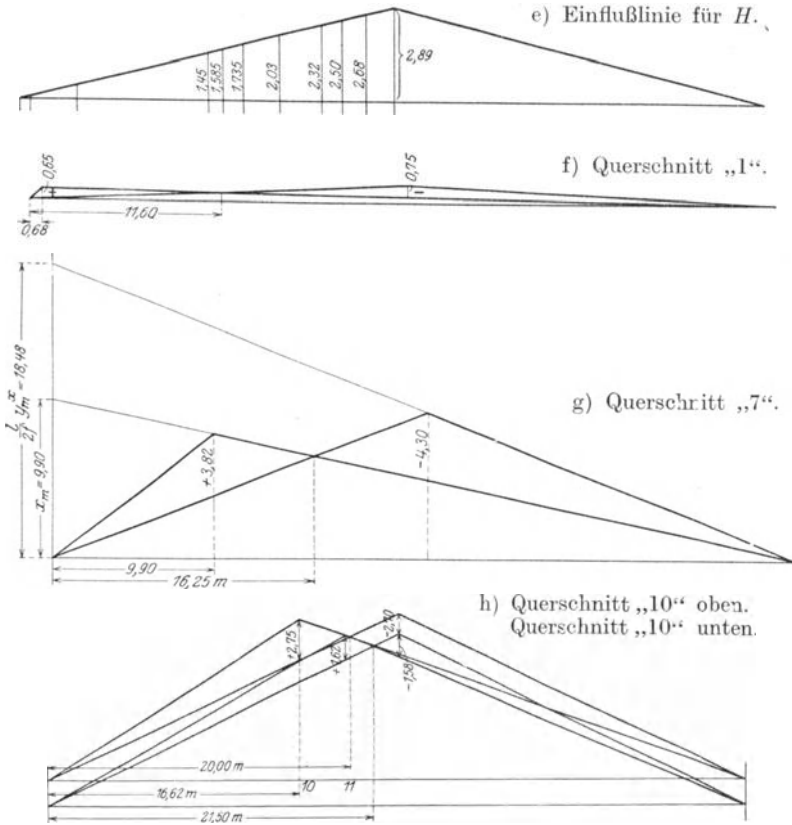 e) Einflußlinie für H.
1,45
1,585
1,735
2,03
2,32
2,50
2,68
2,89
f) Querschnitt „1“.
0,65
+
0,75
−
11,60
0,68
g) Querschnitt „7“.
l/2f y_m^x = 18,48
x_m = 9,90
+3,82
−4,30
9,90
16,25 m
h) Querschnitt „10“ oben.
Querschnitt „10“ unten.
+2,75
+1,62
−1,58
20,00 m
16,62 m
10
11
21,50 m